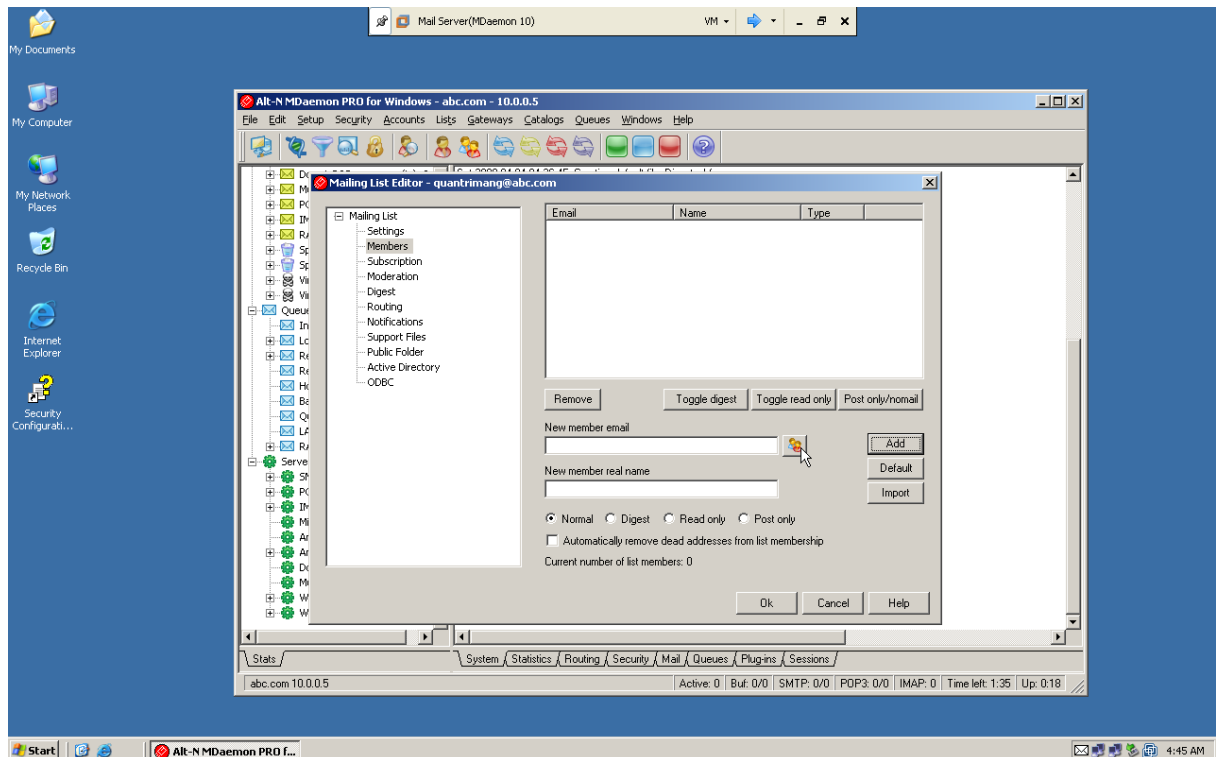 Mail Server(MDaemon 10)
VM
My Documents
My Computer
My Network
Places
Recycle Bin
Internet
Explorer
Security
Configurati...
Alt-N MDaemon PRO for Windows - abc.com - 10.0.0.5
File Edit Setup Security Accounts Lists Gateways Catalogs Queues Windows Help
Mailing List Editor - quantrimang@abc.com
Mailing List
Settings
Members
Subscription
Moderation
Digest
Routing
Notifications
Support Files
Public Folder
Active Directory
ODBC
Email Name Type
Remove Toggle digest Toggle read only Post only/nomail
New member email
Add
New member real name
Default
Import
Normal Digest Read only Post only
Automatically remove dead addresses from list membership
Current number of list members: 0
Ok Cancel Help
Stats
System Statistics Routing Security Mail Queues Plug-ins Sessions
abc.com 10.0.0.5
Active: 0 Buf: 0/0 SMTP: 0/0 POP3: 0/0 IMAP: 0 Time left: 1:35 Up: 0:18
Start Alt-N MDaemon PRO f... 4:45 AM